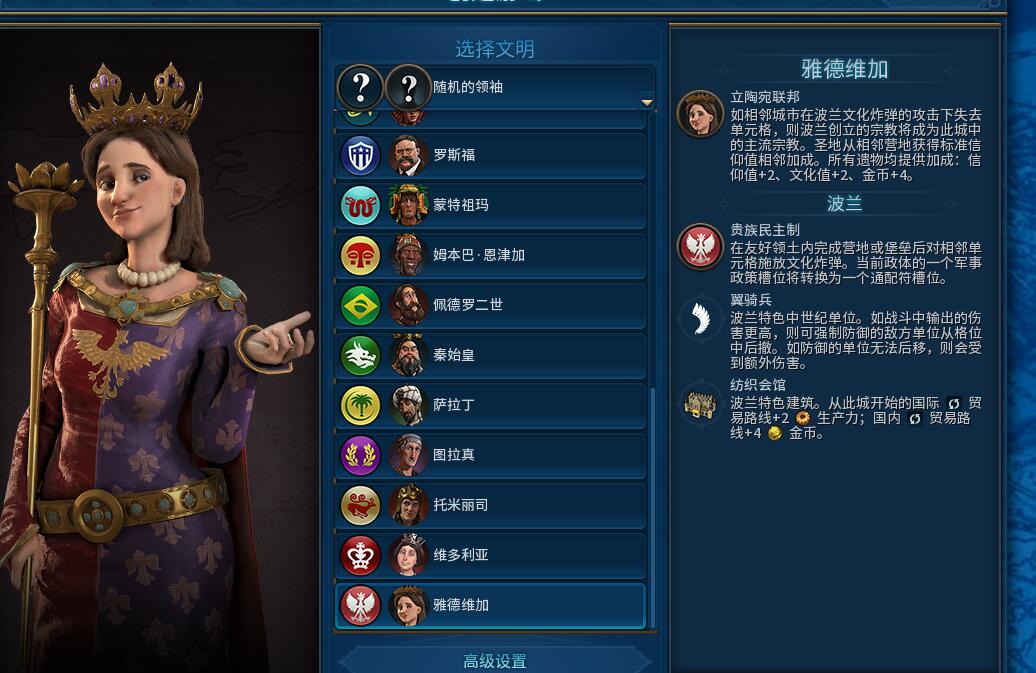 选择文明
随机的领袖
罗斯福
蒙特祖玛
姆本巴·恩津加
佩德罗二世
秦始皇
萨拉丁
图拉真
托米丽司
维多利亚
雅德维加
高级设置
雅德维加
立陶宛联邦
如相邻城市在波兰文化炸弹的攻击下失去
单元格，则波兰创立的宗教将成为此城中
的主流宗教。圣地从相邻营地获得标准信
仰值相邻加成。所有遗物均提供加成：信
仰值+2、文化值+2、金币+4。
波兰
贵族民主制
在友好领土内完成营地或堡垒后对相邻单
元格施放文化炸弹。当前政体的一个军事
政策槽位将转换为一个通配符槽位。
翼骑兵
波兰特色中世纪单位。如战斗中输出的伤
害更高，则可强制防御的敌方单位从格位
中后撤。如防御的单位无法后移，则会受
到额外伤害。
纺织会馆
波兰特色建筑。从此城开始的国际 贸
易路线+2 生产力；国内 贸易路
线+4 金币。